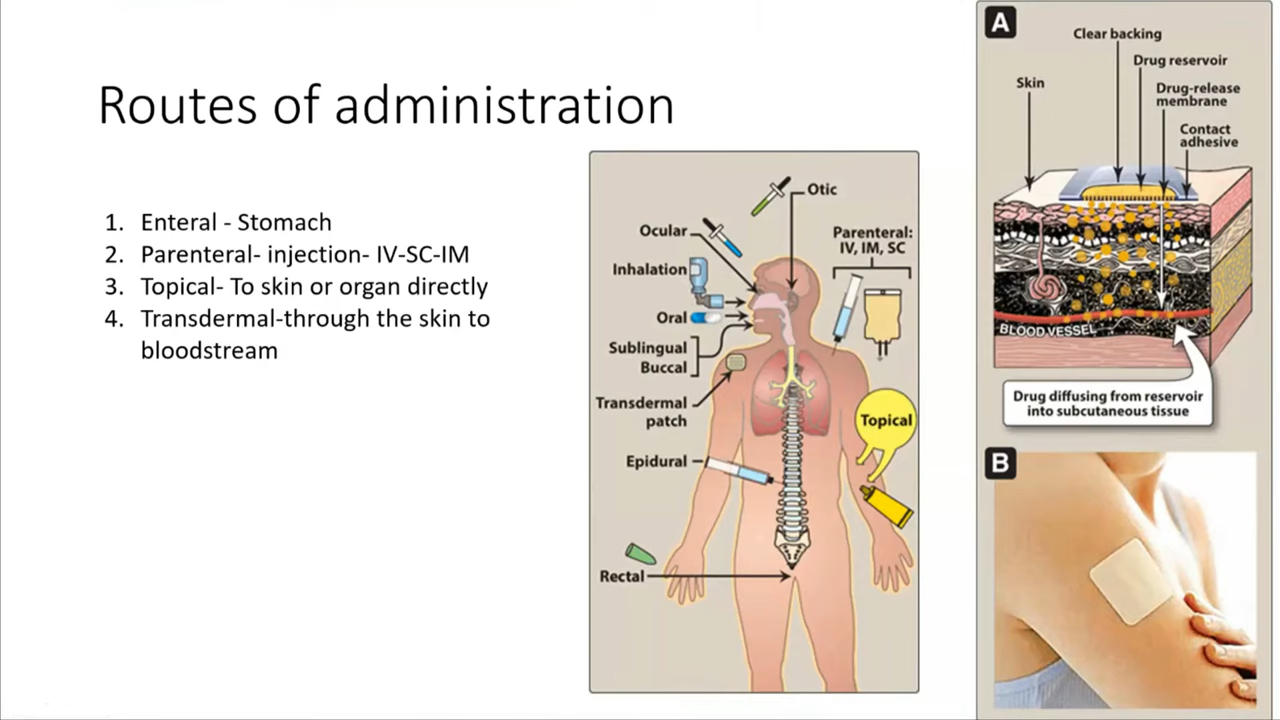 Routes of administration
1. Enteral - Stomach
2. Parenteral- injection- IV-SC-IM
3. Topical- To skin or organ directly
4. Transdermal-through the skin to
bloodstream
Otic
Ocular
Parenteral:
IV, IM, SC
Inhalation
Oral
Sublingual
Buccal
Transdermal
patch
Topical
Epidural
Rectal
A
Clear backing
Drug reservoir
Skin
Drug-release
membrane
Contact
adhesive
BLOOD VESSEL
Drug diffusing from reservoir
into subcutaneous tissue
B